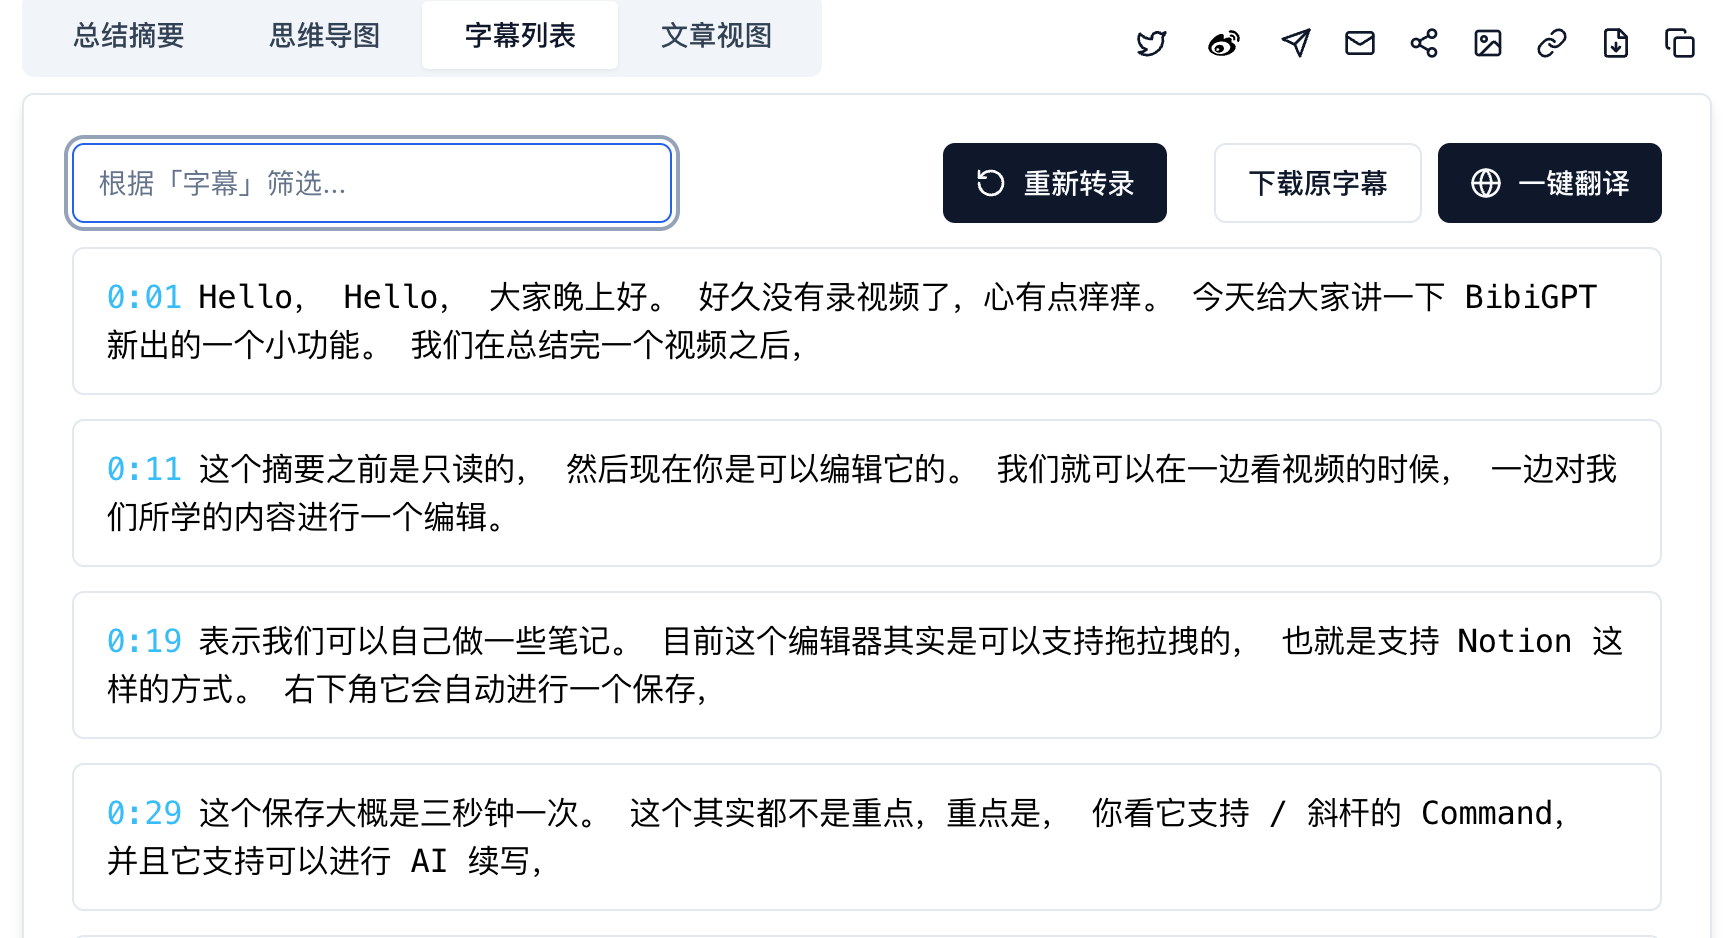 总结摘要 思维导图 字幕列表 文章视图
根据「字幕」筛选... 重新转录 下载原字幕 一键翻译
0:01 Hello, Hello, 大家晚上好。 好久没有录视频了,心有点痒痒。 今天给大家讲一下 BibiGPT
新出的一个小功能。 我们在总结完一个视频之后,
0:11 这个摘要之前是只读的, 然后现在你是可以编辑它的。 我们就可以在一边看视频的时候, 一边对我
们所学的内容进行一个编辑。
0:19 表示我们可以自己做一些笔记。 目前这个编辑器其实是可以支持拖拉拽的, 也就是支持 Notion 这
样的方式。 右下角它会自动进行一个保存,
0:29 这个保存大概是三秒钟一次。 这个其实都不是重点,重点是, 你看它支持 / 斜杆的 Command,
并且它支持可以进行 AI 续写,